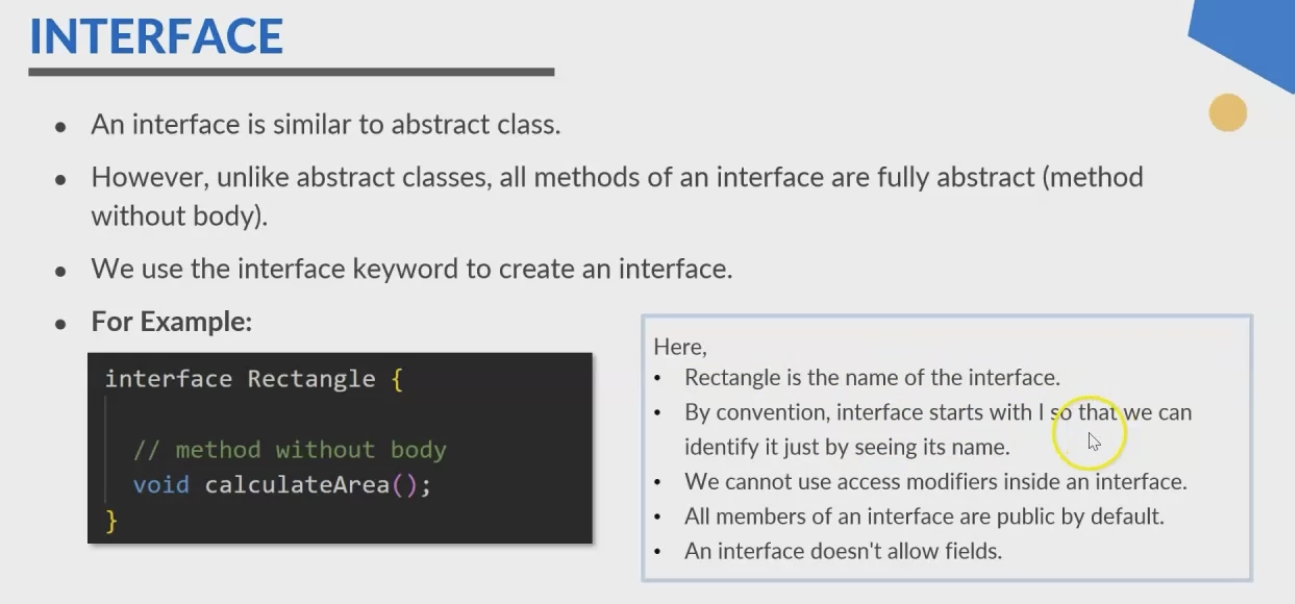 INTERFACE
• An interface is similar to abstract class.
• However, unlike abstract classes, all methods of an interface are fully abstract (method
without body).
• We use the interface keyword to create an interface.
• For Example:
interface Rectangle {
// method without body
void calculateArea();
}
Here,
• Rectangle is the name of the interface.
• By convention, interface starts with I so that we can
identify it just by seeing its name.
• We cannot use access modifiers inside an interface.
• All members of an interface are public by default.
• An interface doesn't allow fields.